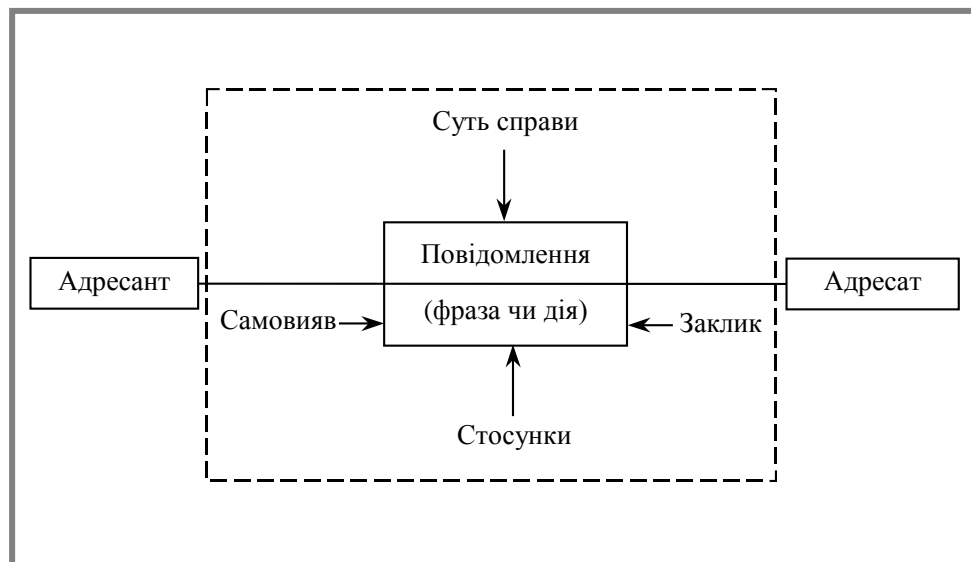 Суть справи
Повідомлення
Адресант
Адресат
(фраза чи дія)
Самовияв
Заклик
Стосунки